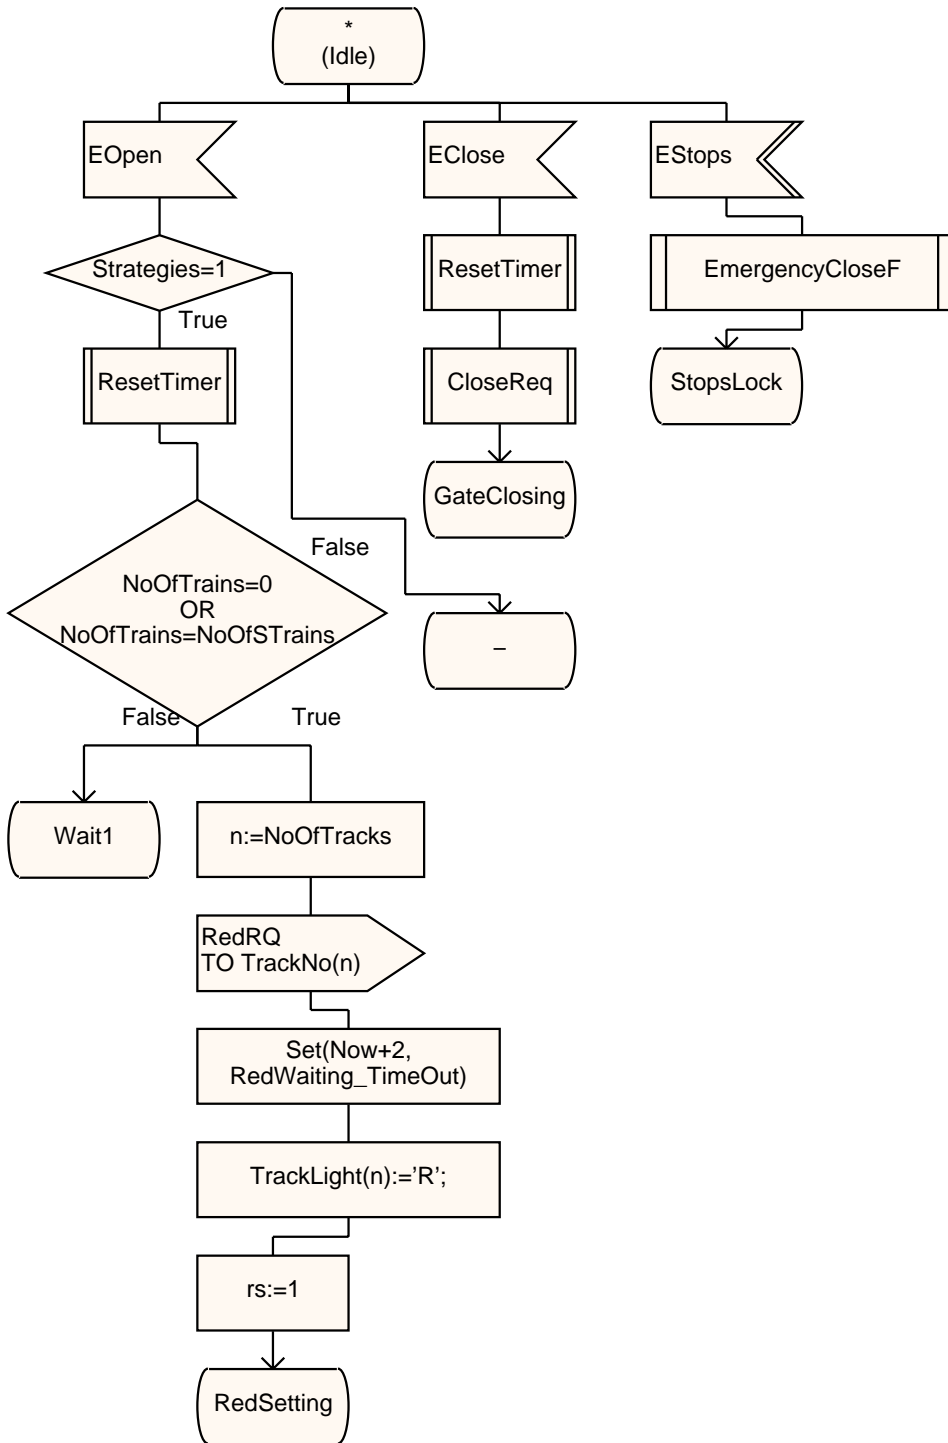 *
(Idle)
EOpen
EClose
EStops
Strategies=1
ResetTimer
EmergencyCloseF
True
ResetTimer
CloseReq
StopsLock
GateClosing
False
NoOfTrains=0
OR
NoOfTrains=NoOfSTrains
–
False
True
Wait1
n:=NoOfTracks
RedRQ
TO TrackNo(n)
Set(Now+2,
RedWaiting_TimeOut)
TrackLight(n):=’R’;
rs:=1
RedSetting